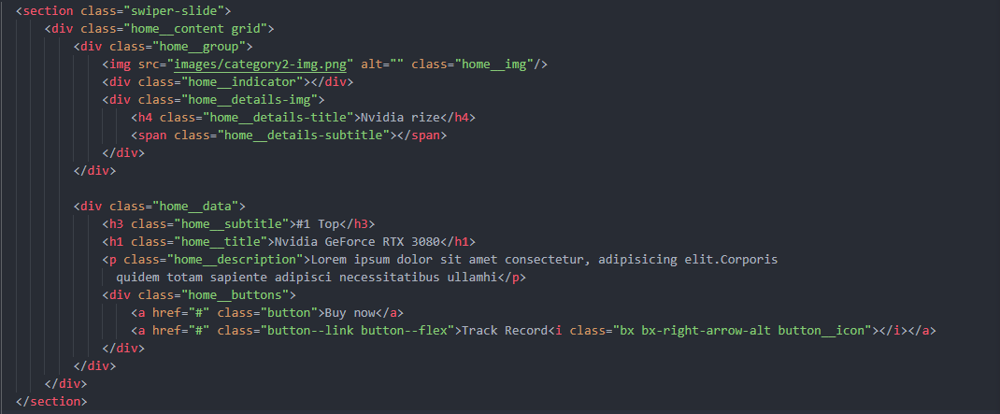 <section class="swiper-slide">
<div class="home__content grid">
<div class="home__group">
<img src="images/category2-img.png" alt="" class="home__img"/>
<div class="home__indicator"></div>
<div class="home__details-img">
<h4 class="home__details-title">Nvidia rize</h4>
<span class="home__details-subtitle"></span>
</div>
</div>
<div class="home__data">
<h3 class="home__subtitle">#1 Top</h3>
<h1 class="home__title">Nvidia GeForce RTX 3080</h1>
<p class="home__description">Lorem ipsum dolor sit amet consectetur, adipisicing elit.Corporis
quidem totam sapiente adipisci necessitatibus ullamhi</p>
<div class="home__buttons">
<a href="#" class="button">Buy now</a>
<a href="#" class="button--link button--flex">Track Record<i class="bx bx-right-arrow-alt button__icon"></i></a>
</div>
</div>
</div>
</section>